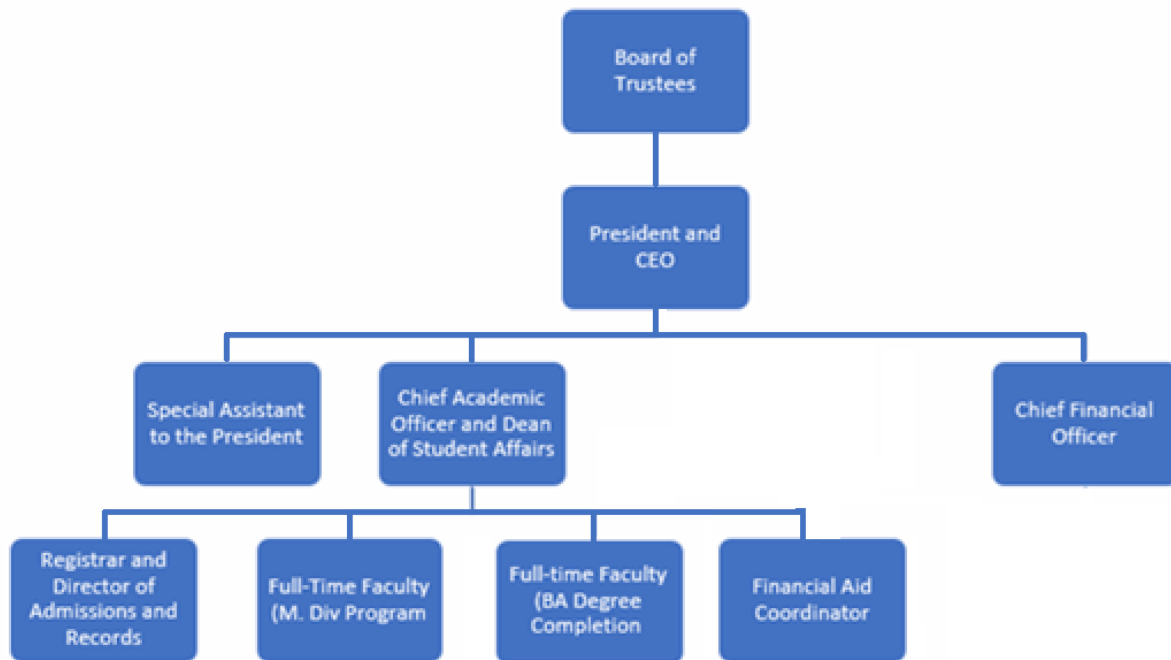 Board of
Trustees
President and
CEO
Special Assistant
to the President
Chief Academic
Officer and Dean
of Student Affairs
Chief Financial
Officer
Registrar and
Director of
Admissions and
Records
Full-Time Faculty
(M. Div Program
Full-time Faculty
(BA Degree
Completion
Financial Aid
Coordinator